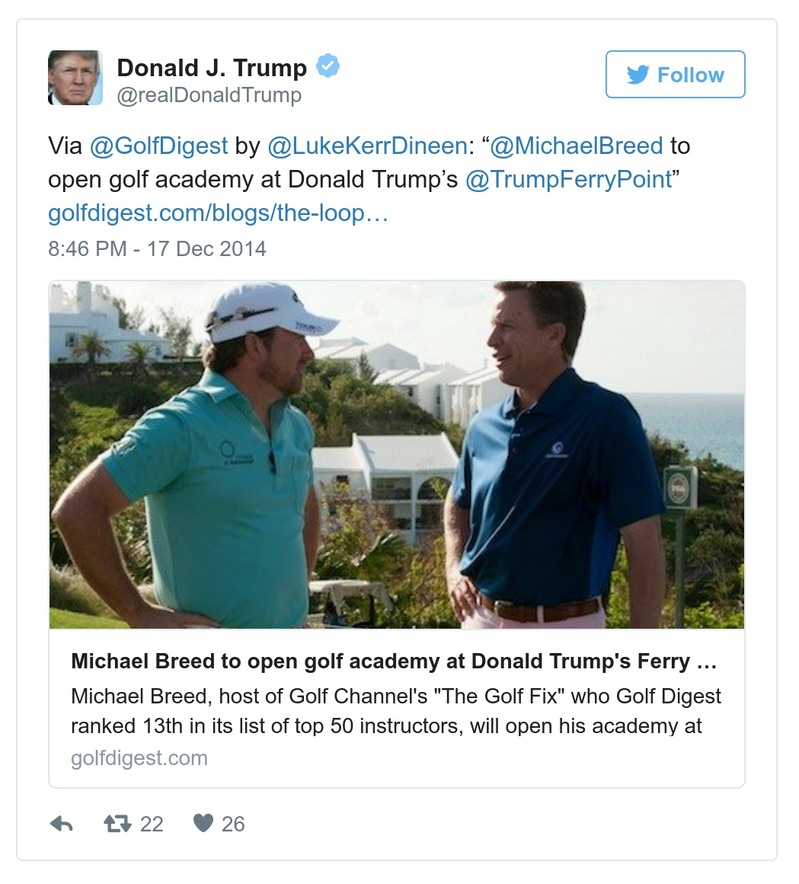 Donald J. Trump
@realDonaldTrump
Follow
Via @GolfDigest by @LukeKerrDineen: “@MichaelBreed to
open golf academy at Donald Trump’s @TrumpFerryPoint”
golfdigest.com/blogs/the-loop…
8:46 PM - 17 Dec 2014
Michael Breed to open golf academy at Donald Trump's Ferry ...
Michael Breed, host of Golf Channel's "The Golf Fix" who Golf Digest
ranked 13th in its list of top 50 instructors, will open his academy at
golfdigest.com
22 26